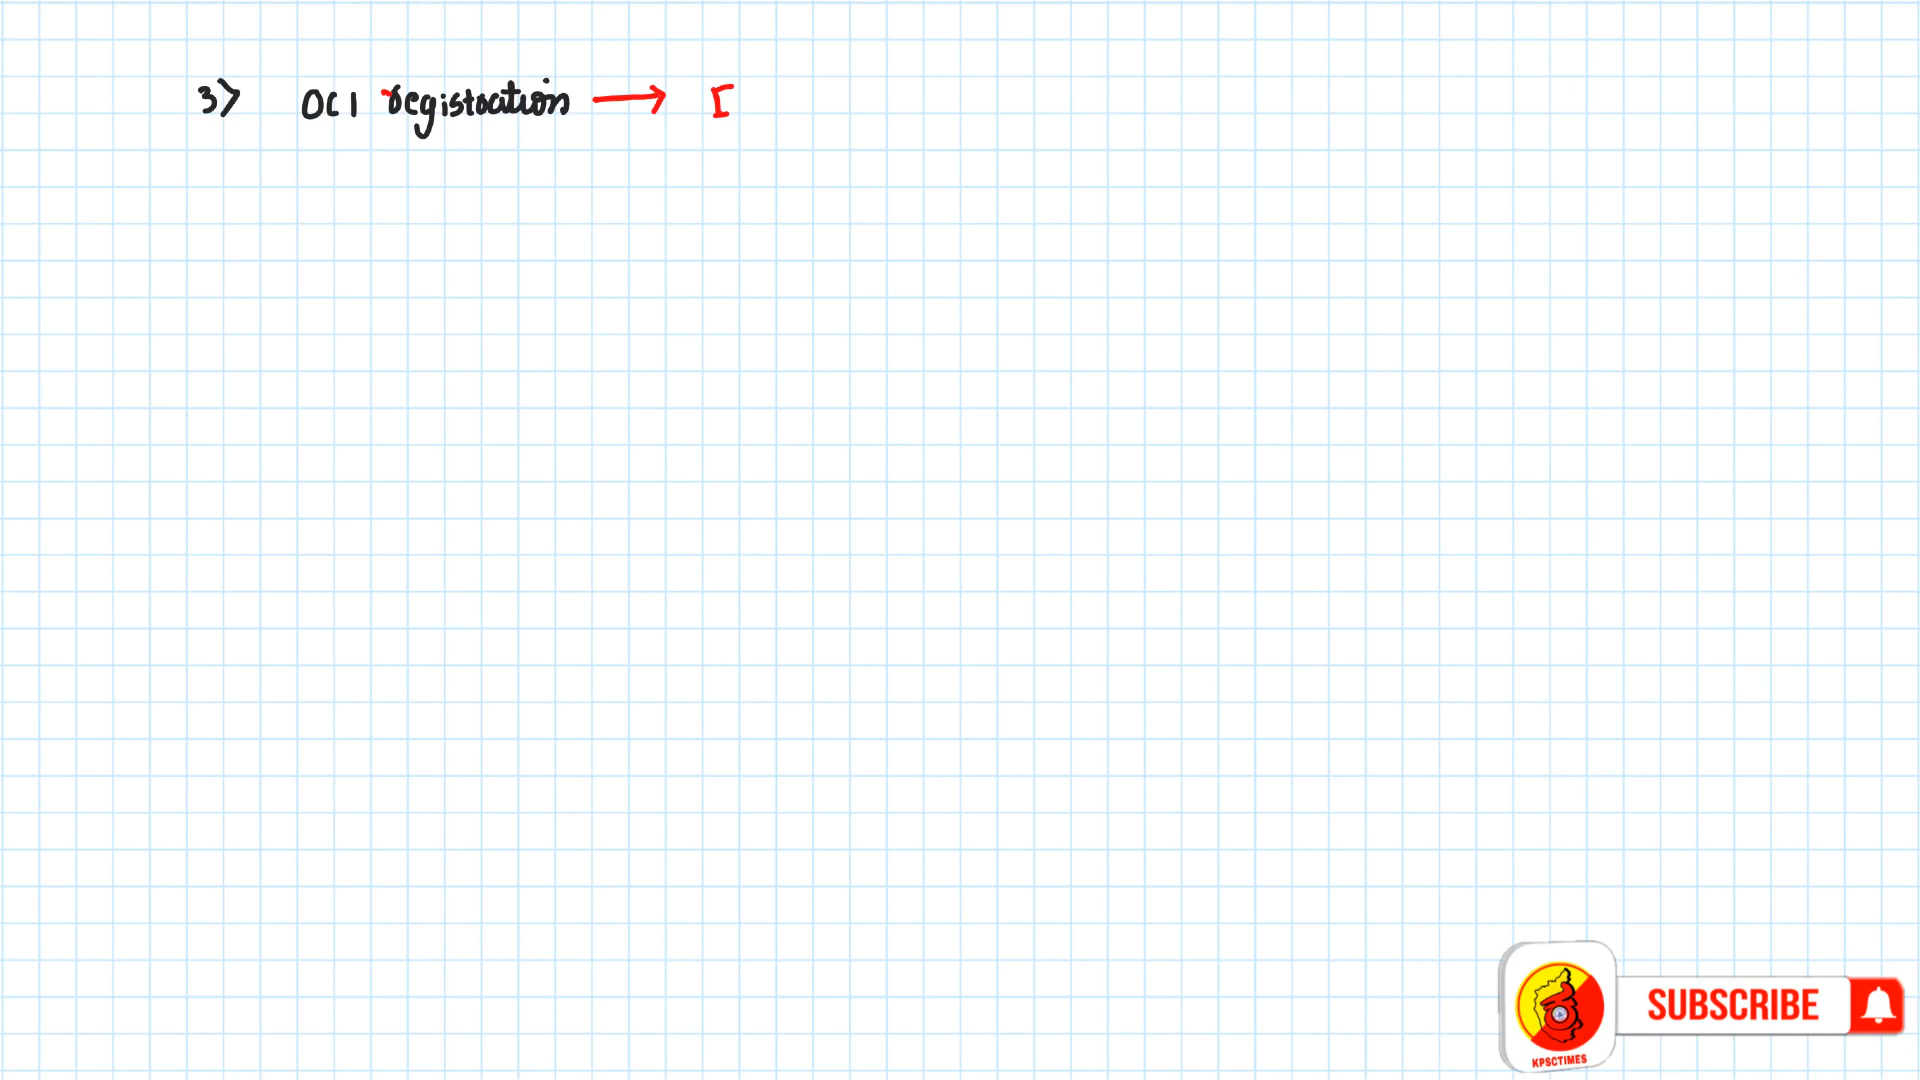 3) OCI registration → I
SUBSCRIBE
KPSCTIMES